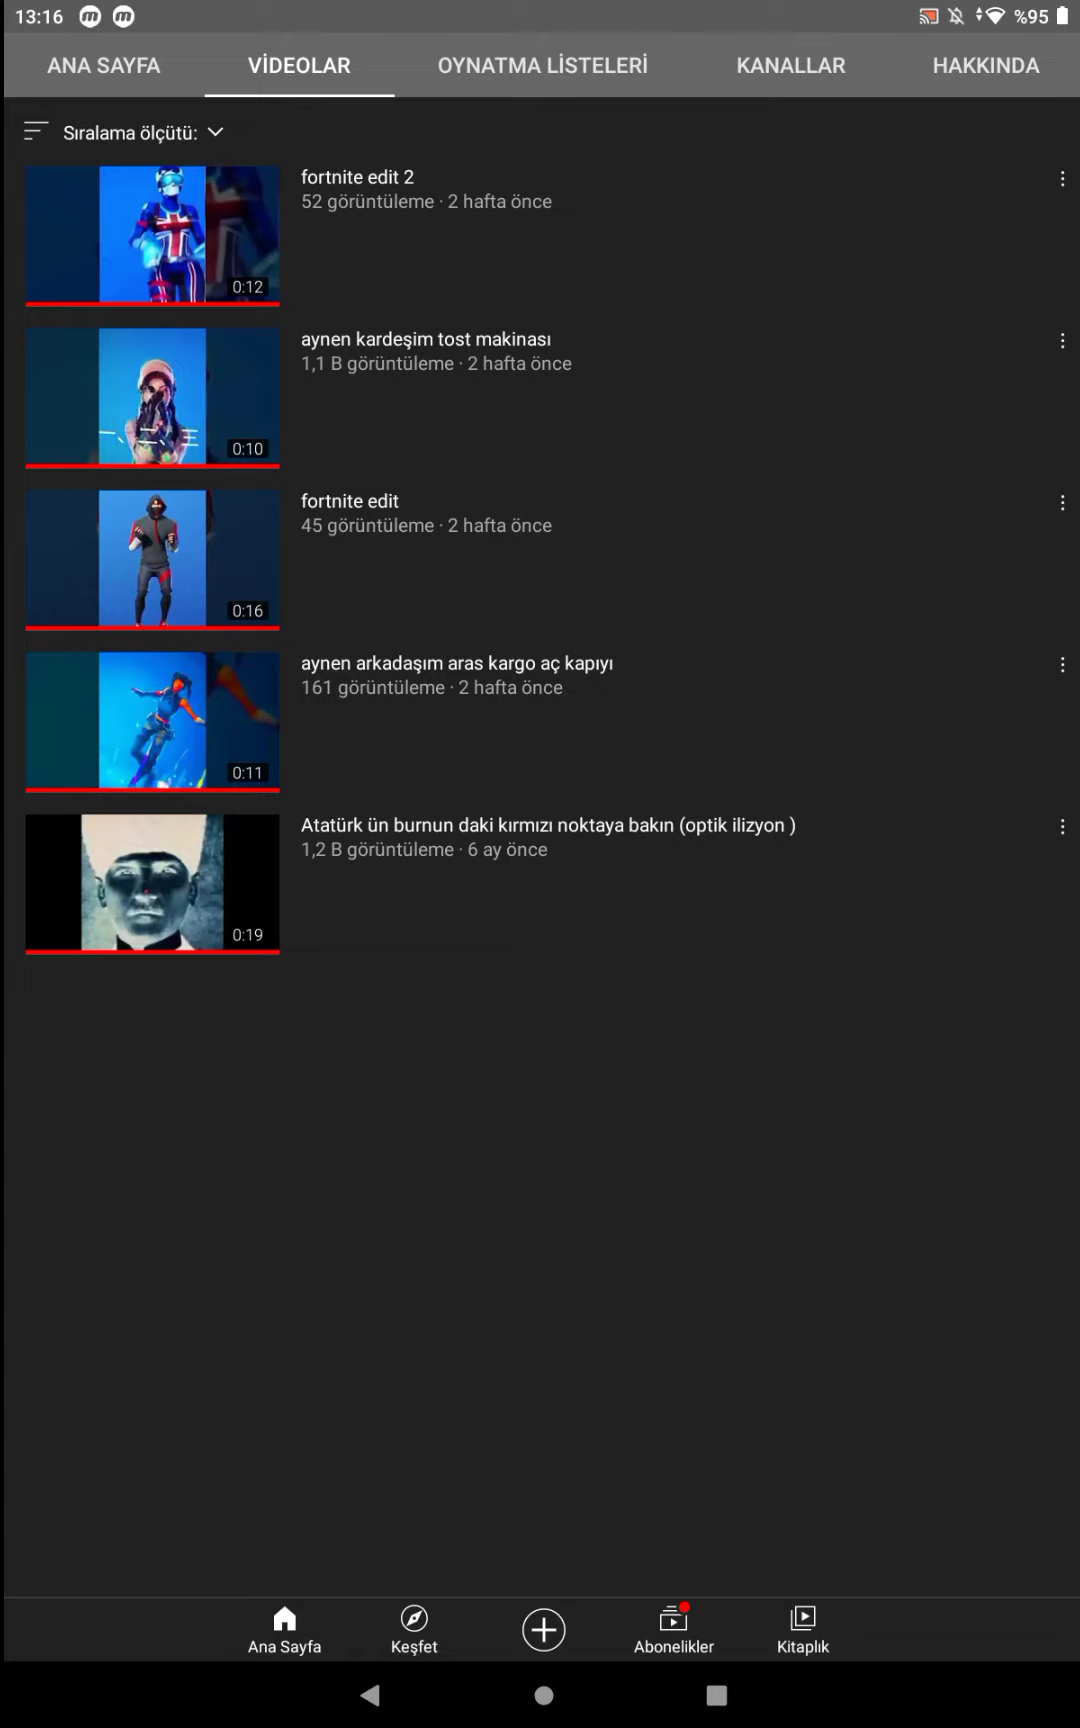 13:16
%95
ANA SAYFA
VİDEOLAR
OYNATMA LİSTELERİ
KANALLAR
HAKKINDA
Sıralama ölçütü:
fortnite edit 2
52 görüntüleme · 2 hafta önce
0:12
aynen kardeşim tost makinası
1,1 B görüntüleme · 2 hafta önce
0:10
fortnite edit
45 görüntüleme · 2 hafta önce
0:16
aynen arkadaşım aras kargo aç kapıyı
161 görüntüleme · 2 hafta önce
0:11
Atatürk ün burnun daki kırmızı noktaya bakın (optik ilizyon )
1,2 B görüntüleme · 6 ay önce
0:19
Ana Sayfa
Keşfet
Abonelikler
Kitaplık